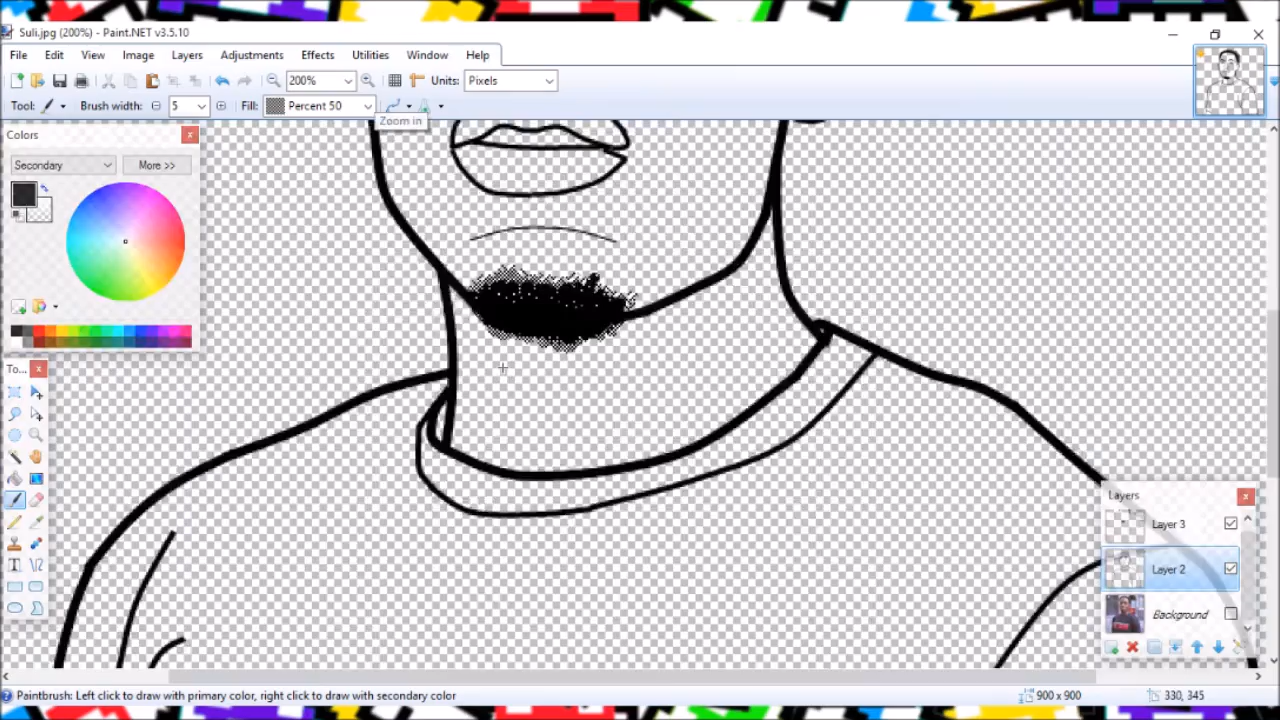 Suli.jpg (200%) - Paint.NET v3.5.10
File Edit View Image Layers Adjustments Effects Utilities Window Help
200% Units: Pixels
Tool: Brush width: 5 Fill: Percent 50
Zoom in
Colors
Secondary More >>
To...
Layers
Layer 3
Layer 2
Background
Paintbrush: Left click to draw with primary color, right click to draw with secondary color
900 x 900
330, 345